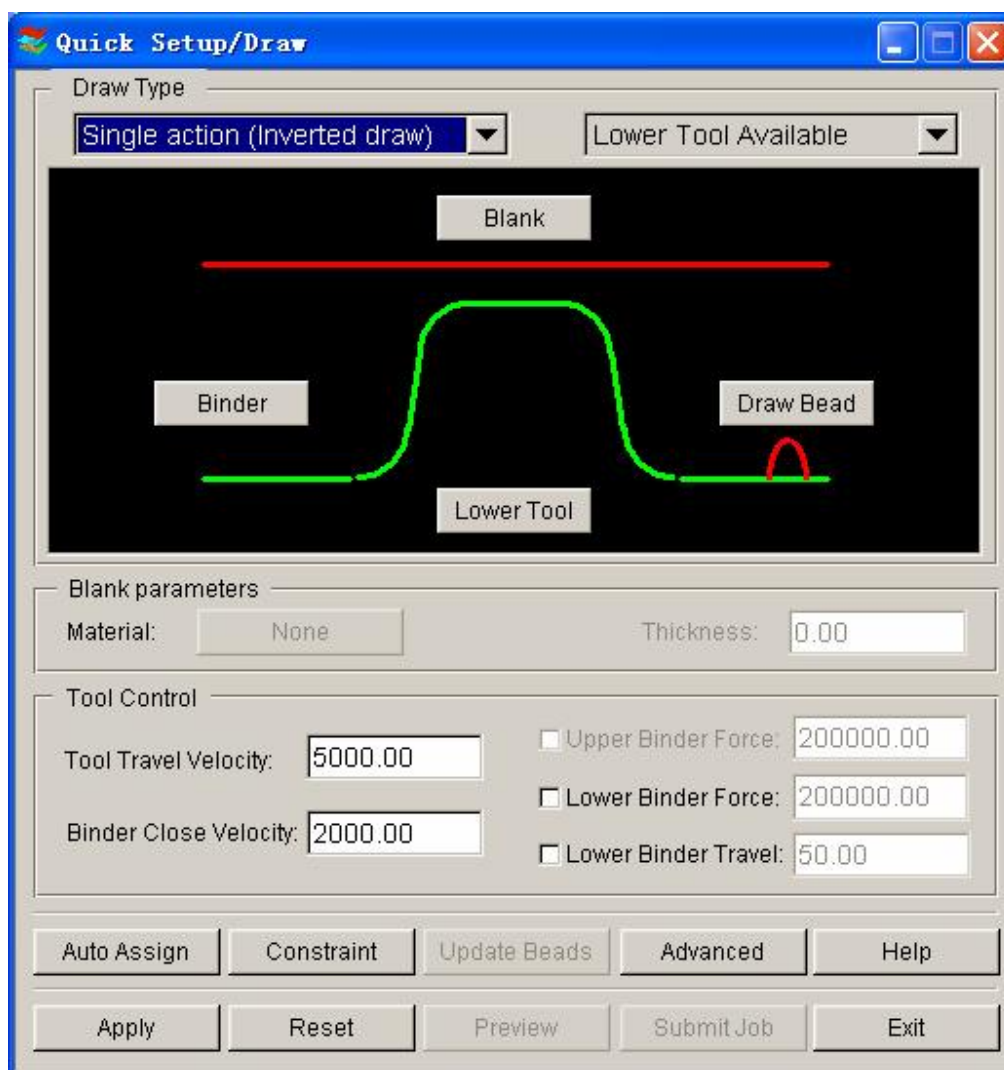 Quick Setup/Draw
Draw Type
Single action (Inverted draw) Lower Tool Available
Blank
Binder Draw Bead
Lower Tool
Blank parameters
Material: None Thickness: 0.00
Tool Control
Tool Travel Velocity: 5000.00 Upper Binder Force: 200000.00
Lower Binder Force: 200000.00
Binder Close Velocity: 2000.00 Lower Binder Travel: 50.00
Auto Assign Constraint Update Beads Advanced Help
Apply Reset Preview Submit Job Exit